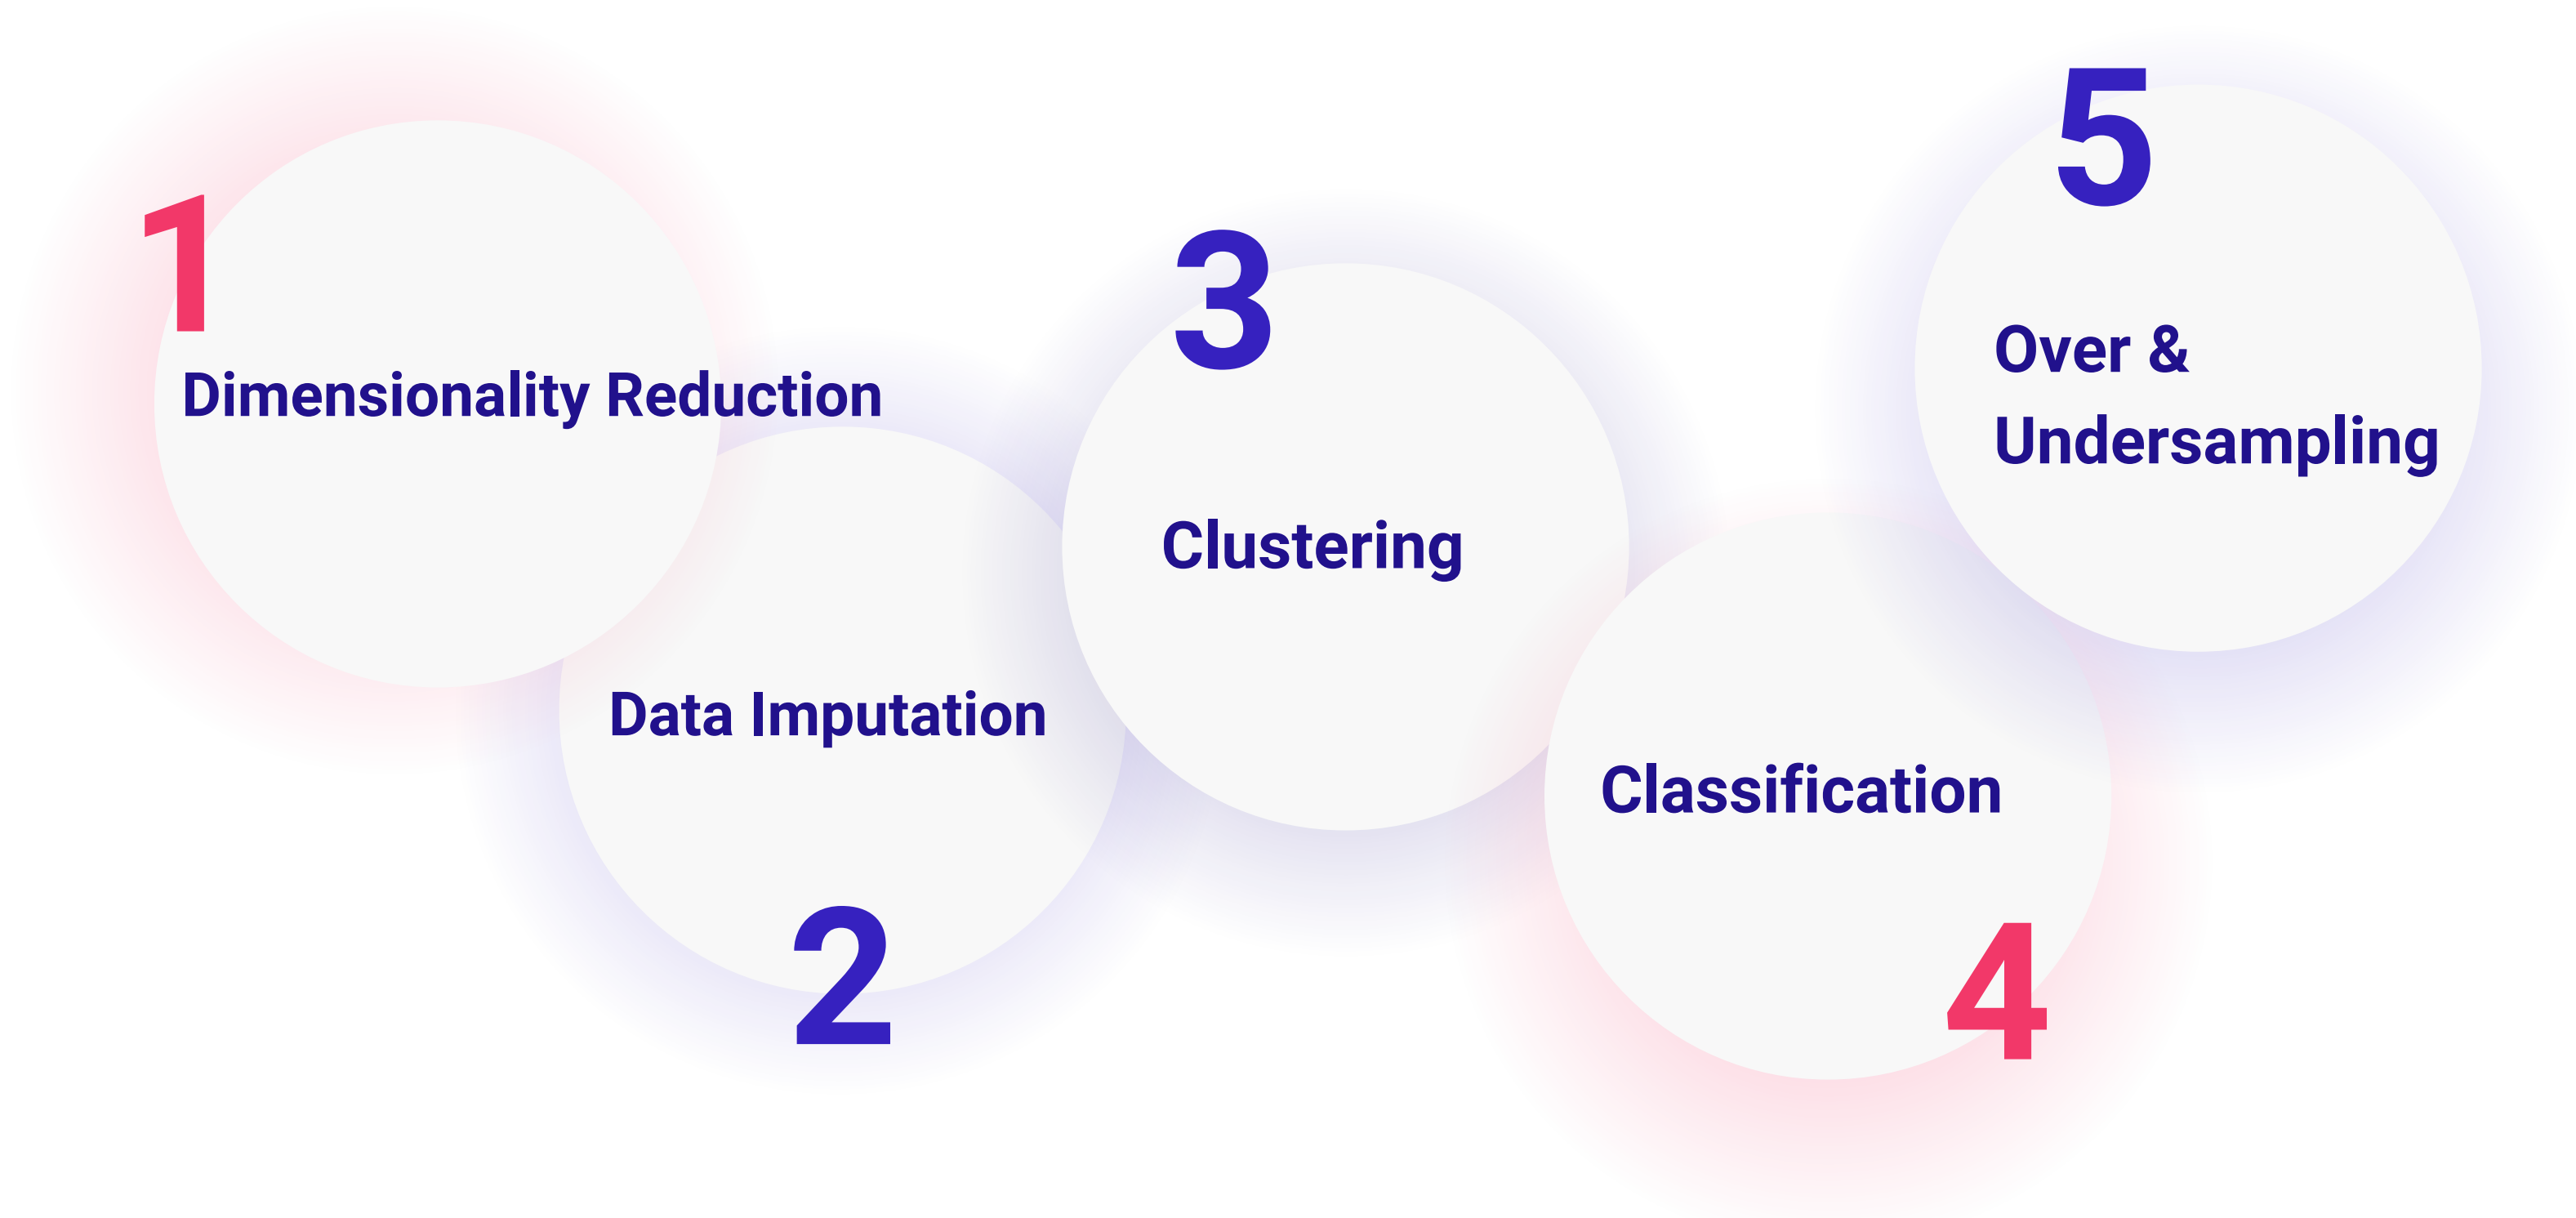 1
Dimensionality Reduction
2
Data Imputation
3
Clustering
4
Classification
5
Over &
Undersampling